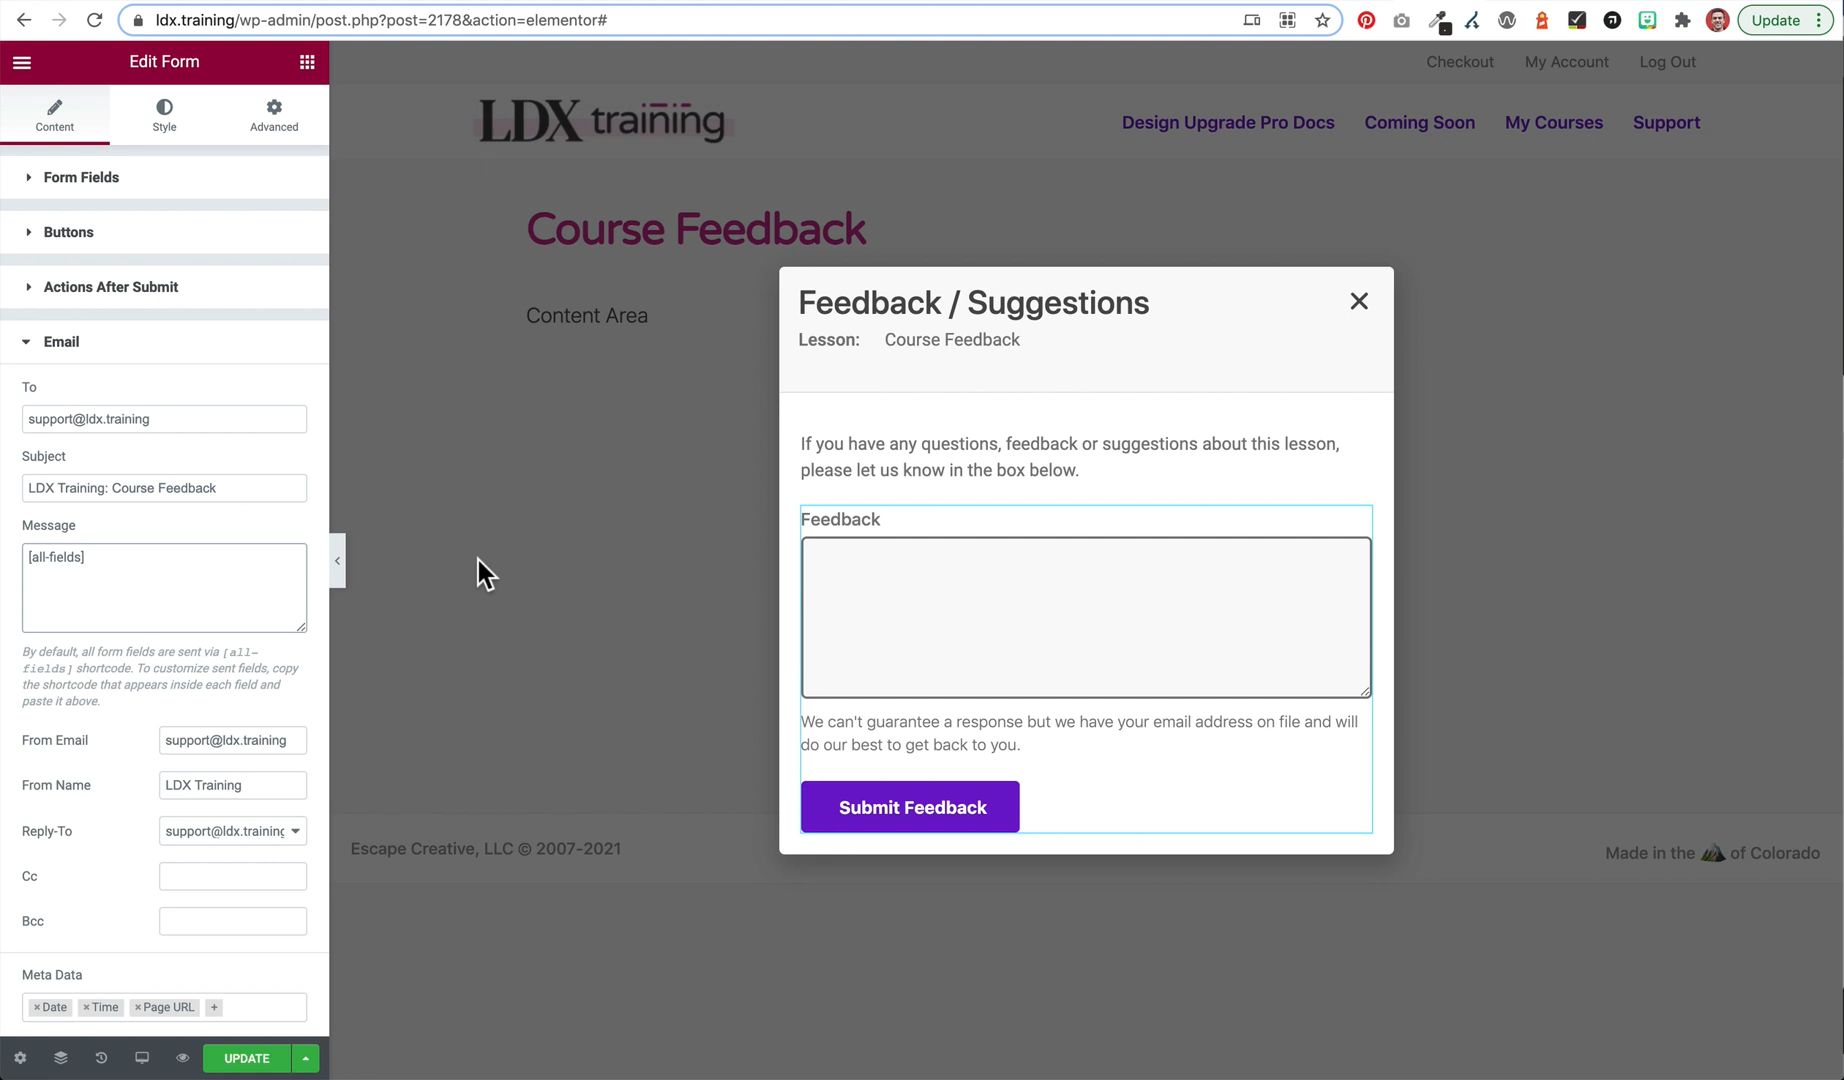 ldx.training/wp-admin/post.php?post=2178&action=elementor#
Update
Edit Form
Content
Style
Advanced
Form Fields
Buttons
Actions After Submit
Email
To
support@ldx.training
Subject
LDX Training: Course Feedback
Message
[all-fields]
By default, all form fields are sent via [all-
fields] shortcode. To customize sent fields, copy
the shortcode that appears inside each field and
paste it above.
From Email
support@ldx.training
From Name
LDX Training
Reply-To
support@ldx.training
Cc
Bcc
Meta Data
× Date × Time × Page URL +
UPDATE
Checkout
My Account
Log Out
LDX training
Design Upgrade Pro Docs
Coming Soon
My Courses
Support
Course Feedback
Content Area
Feedback / Suggestions
Lesson: Course Feedback
If you have any questions, feedback or suggestions about this lesson,
please let us know in the box below.
Feedback
We can't guarantee a response but we have your email address on file and will
do our best to get back to you.
Submit Feedback
Escape Creative, LLC © 2007-2021
Made in the of Colorado